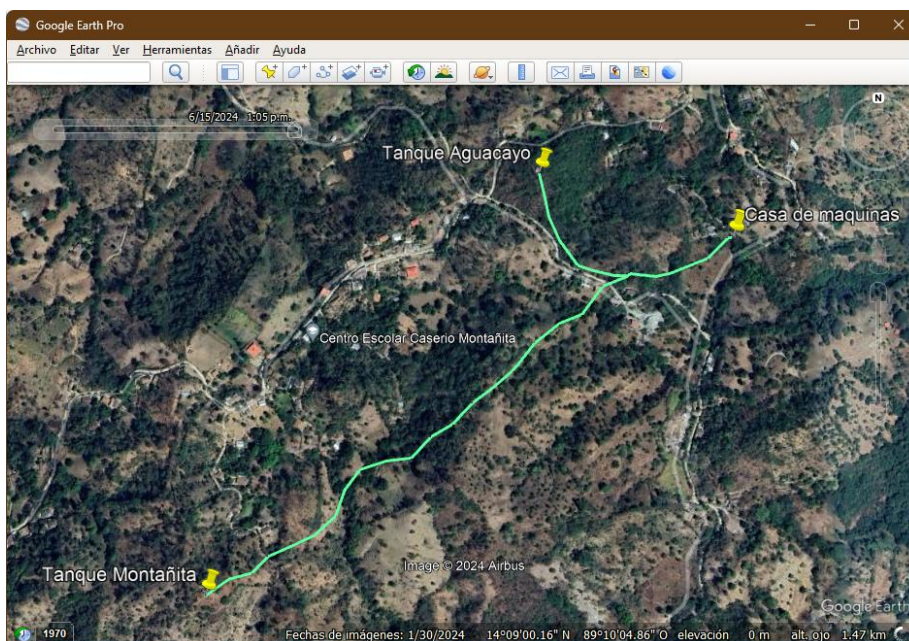 Google Earth Pro
Archivo Editar Ver Herramientas Añadir Ayuda
6/15/2024 1:05 p.m.
N
Tanque Aguacayo
Casa de maquinas
Centro Escolar Caserio Montañita
Tanque Montañita
Image © 2024 Airbus
Google Earth
1970
Fechas de imágenes: 1/30/2024 14°09'00.16" N 89°10'04.86" O elevación 0 m alt. ojo 1.47 km